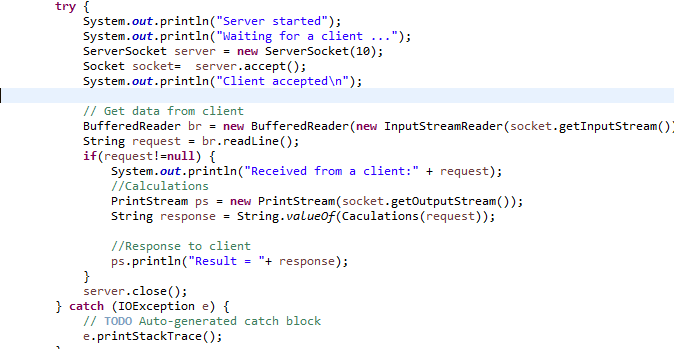 try {
System.out.println("Server started");
System.out.println("Waiting for a client ...");
ServerSocket server = new ServerSocket(10);
Socket socket=  server.accept();
System.out.println("Client accepted\n");
// Get data from client
BufferedReader br = new BufferedReader(new InputStreamReader(socket.getInputStream())
String request = br.readLine();
if(request!=null) {
System.out.println("Received from a client:" + request);
//Calculations
PrintStream ps = new PrintStream(socket.getOutputStream());
String response = String.valueOf(Caculations(request));
//Response to client
ps.println("Result = "+ response);
}
server.close();
} catch (IOException e) {
// TODO Auto-generated catch block
e.printStackTrace();